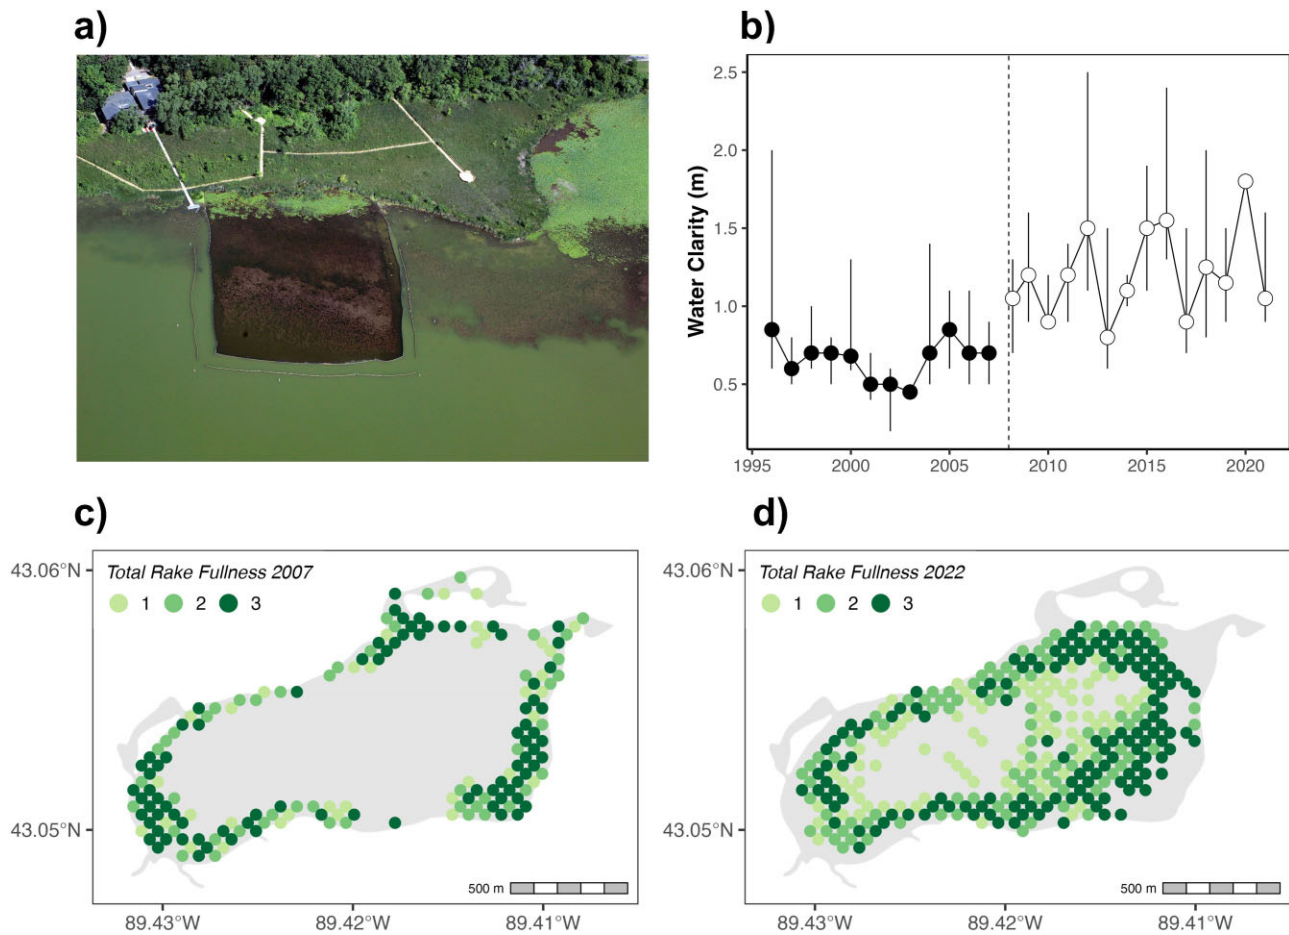 a)
b)
Water Clarity (m)
2.5
2.0
1.5
1.0
0.5
1995 2000 2005 2010 2015 2020
c)
d)
43.06°N
43.05°N
Total Rake Fullness 2007
1 2 3
500 m
89.43°W 89.42°W 89.41°W
43.06°N
43.05°N
Total Rake Fullness 2022
1 2 3
500 m
89.43°W 89.42°W 89.41°W